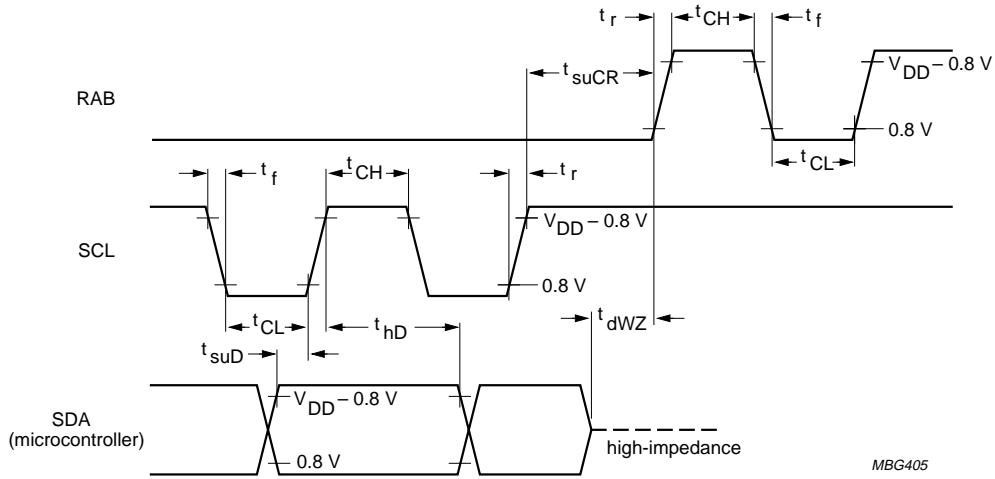 t r
t CH
t f
t suCR
V DD – 0.8 V
RAB
0.8 V
t CL
t f
t CH
t r
V DD – 0.8 V
SCL
0.8 V
t CL
t hD
t dWZ
t suD
V DD – 0.8 V
SDA
(microcontroller)
high-impedance
0.8 V
MBG405